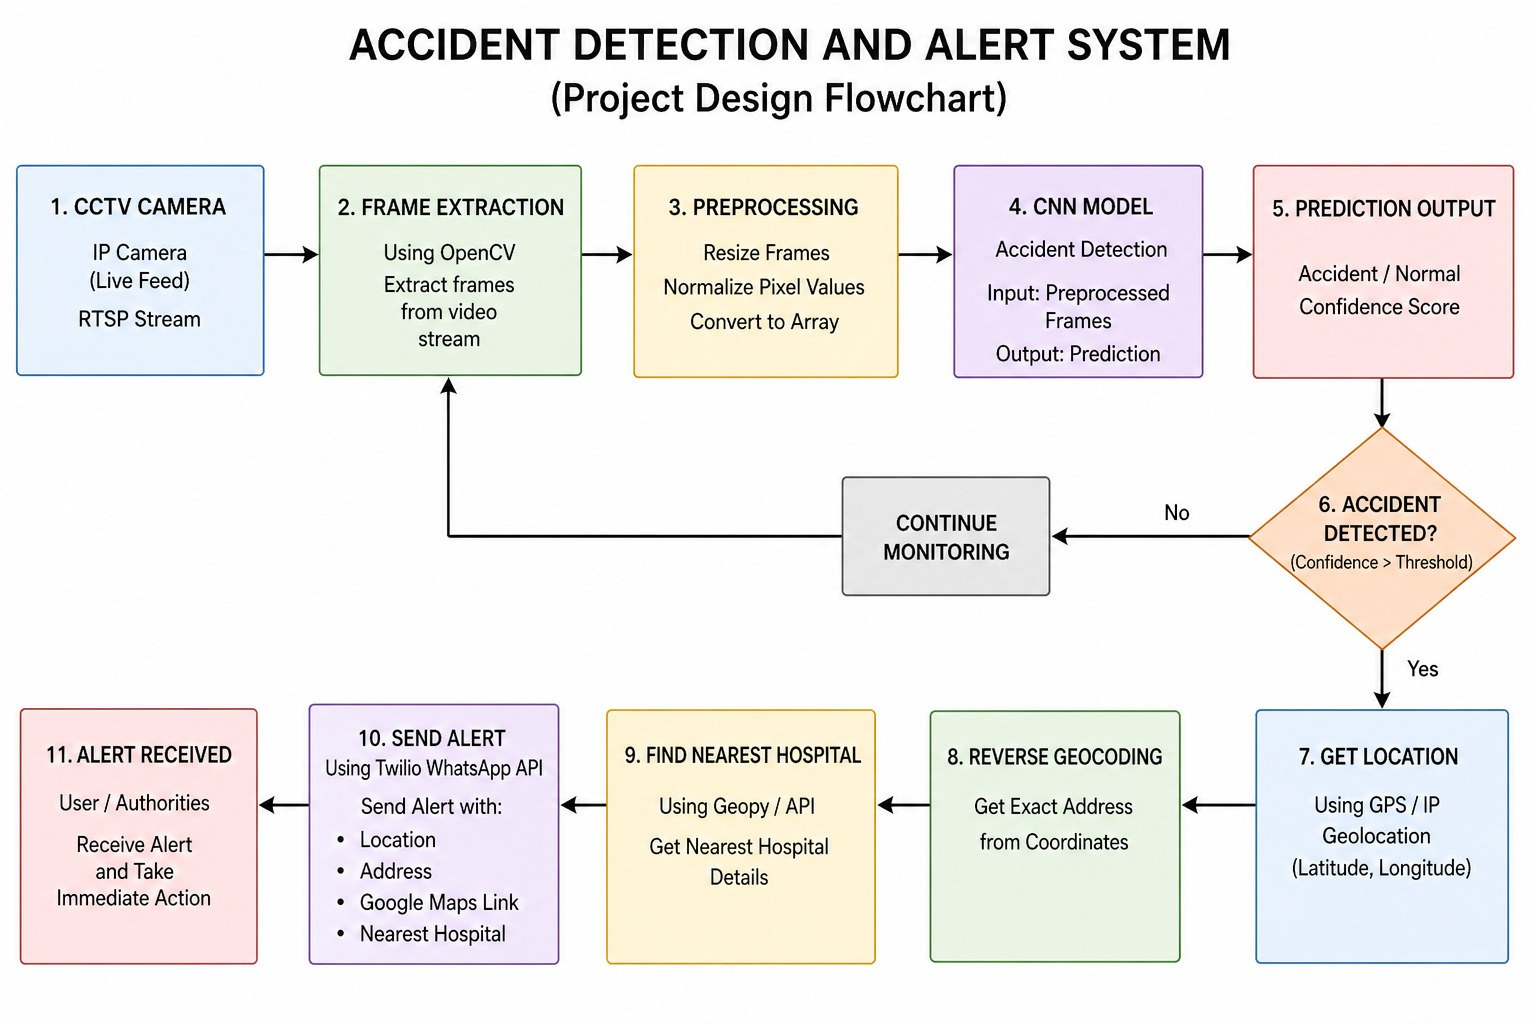 ACCIDENT DETECTION AND ALERT SYSTEM
(Project Design Flowchart)
1. CCTV CAMERA
IP Camera
(Live Feed)
RTSP Stream
2. FRAME EXTRACTION
Using OpenCV
Extract frames
from video
stream
3. PREPROCESSING
Resize Frames
Normalize Pixel Values
Convert to Array
4. CNN MODEL
Accident Detection
Input: Preprocessed
Frames
Output: Prediction
5. PREDICTION OUTPUT
Accident / Normal
Confidence Score
6. ACCIDENT
DETECTED?
(Confidence > Threshold)
No
CONTINUE
MONITORING
Yes
7. GET LOCATION
Using GPS / IP
Geolocation
(Latitude, Longitude)
8. REVERSE GEOCODING
Get Exact Address
from Coordinates
9. FIND NEAREST HOSPITAL
Using Geopy / API
Get Nearest Hospital
Details
10. SEND ALERT
Using Twilio WhatsApp API
Send Alert with:
• Location
• Address
• Google Maps Link
• Nearest Hospital
11. ALERT RECEIVED
User / Authorities
Receive Alert
and Take
Immediate Action